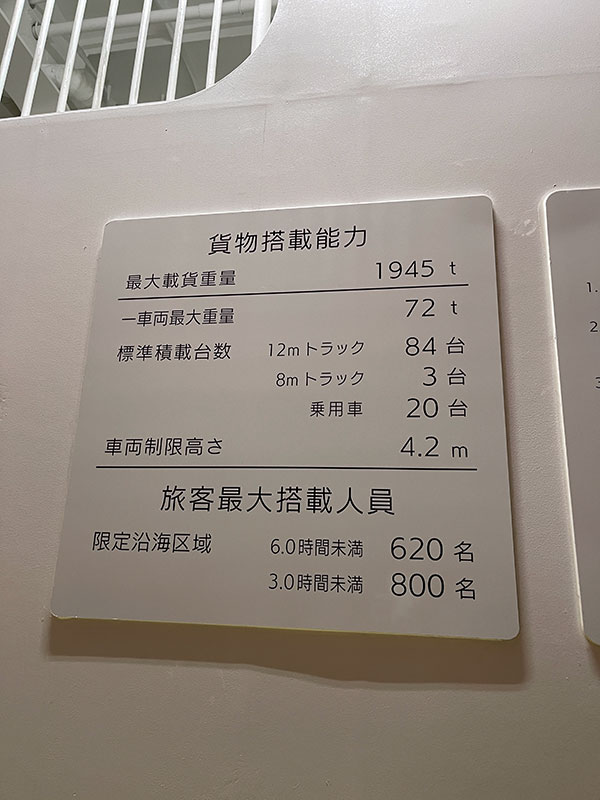 貨物搭載能力
最大載貨重量 1945 t
一車両最大重量 72 t
標準積載台数 12mトラック 84 台
8mトラック 3 台
乗用車 20 台
車両制限高さ 4.2 m
旅客最大搭載人員
限定沿海区域 6.0時間未満 620 名
3.0時間未満 800 名
1.
2
3